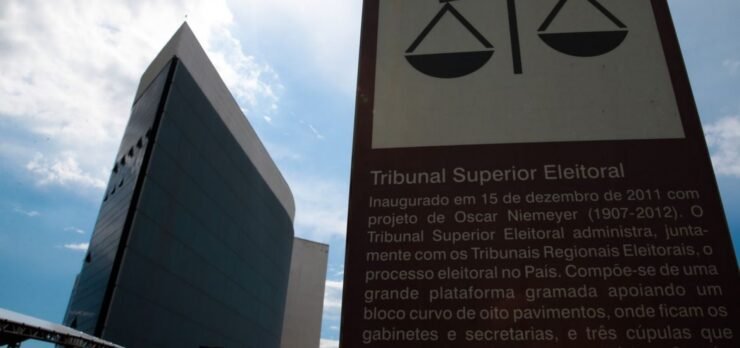 Tribunal Superior Eleitoral
Inaugurado em 15 de dezembro de 2011 com
projeto de Oscar Niemeyer (1907-2012). O
Tribunal Superior Eleitoral administra, junta-
mente com os Tribunais Regionais Eleitorais, o
processo eleitoral no País. Compõe-se de uma
grande plataforma gramada apoiando um
bloco curvo de oito pavimentos, onde ficam os
gabinetes e secretarias, e três cúpulas que